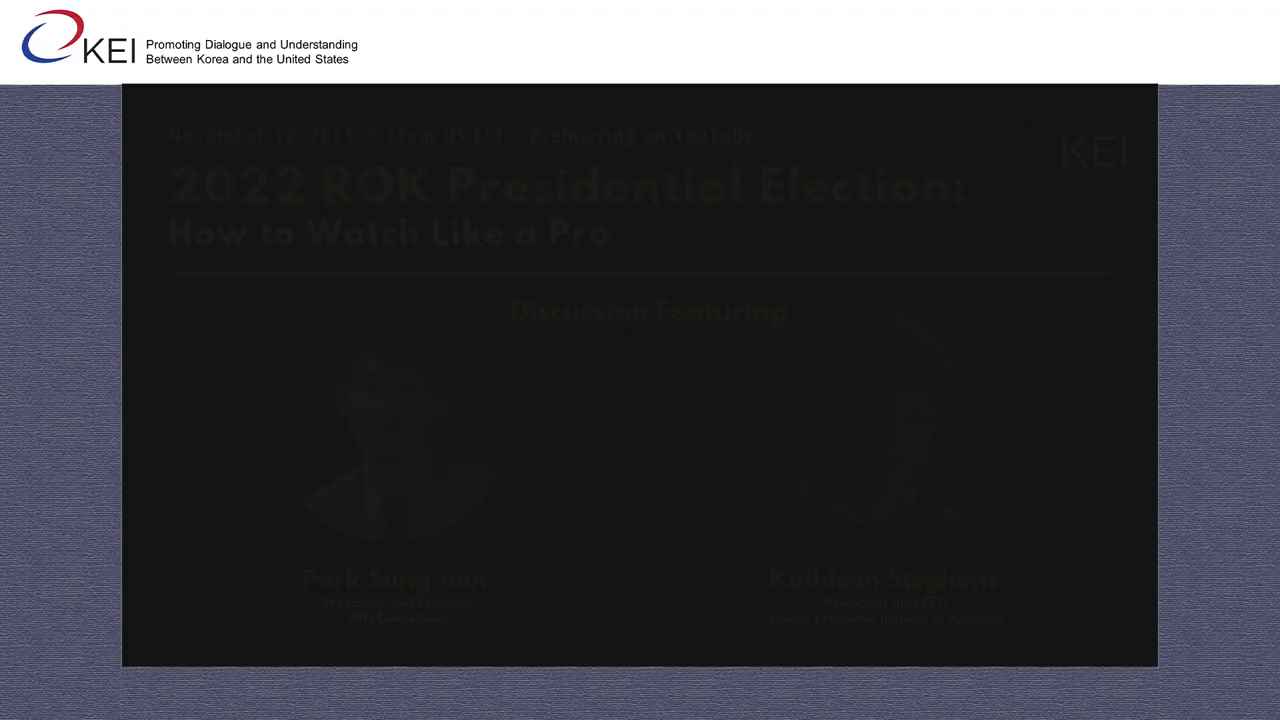 KEI
Promoting Dialogue and Understanding
Between Korea and the United States
November 19, 2021 @ am US EST | Premiering on YouTube
KEI
2022 ROK Presidential Election:
How to Watch Like a Pro
Discussion Featuring
Park Sung-min
President and Founder
MIN Consulting
Kathleen Stephens
President and CEO
Korea Economic Institute of America